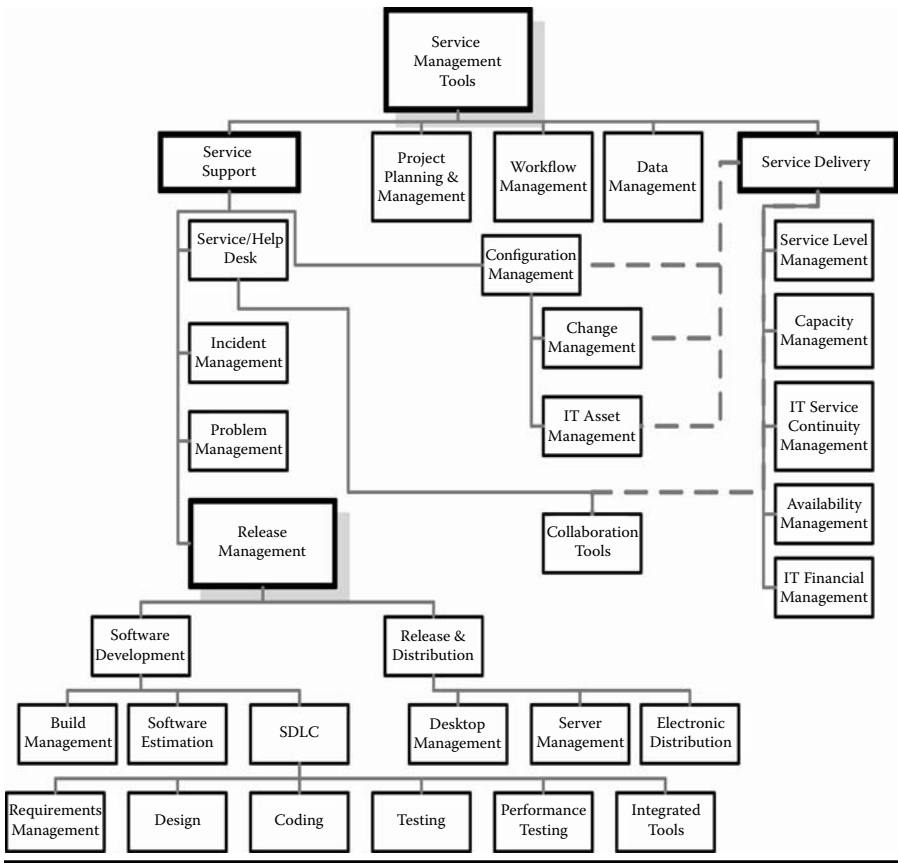 Service
Management
Tools
Service
Support
Project
Planning &
Management
Workflow
Management
Data
Management
Service Delivery
Service/Help
Desk
Configuration
Management
Service Level
Management
Incident
Management
Change
Management
Capacity
Management
Problem
Management
IT Asset
Management
IT Service
Continuity
Management
Release
Management
Collaboration
Tools
Availability
Management
IT Financial
Management
Software
Development
Release &
Distribution
Build
Management
Software
Estimation
SDLC
Desktop
Management
Server
Management
Electronic
Distribution
Requirements
Management
Design
Coding
Testing
Performance
Testing
Integrated
Tools